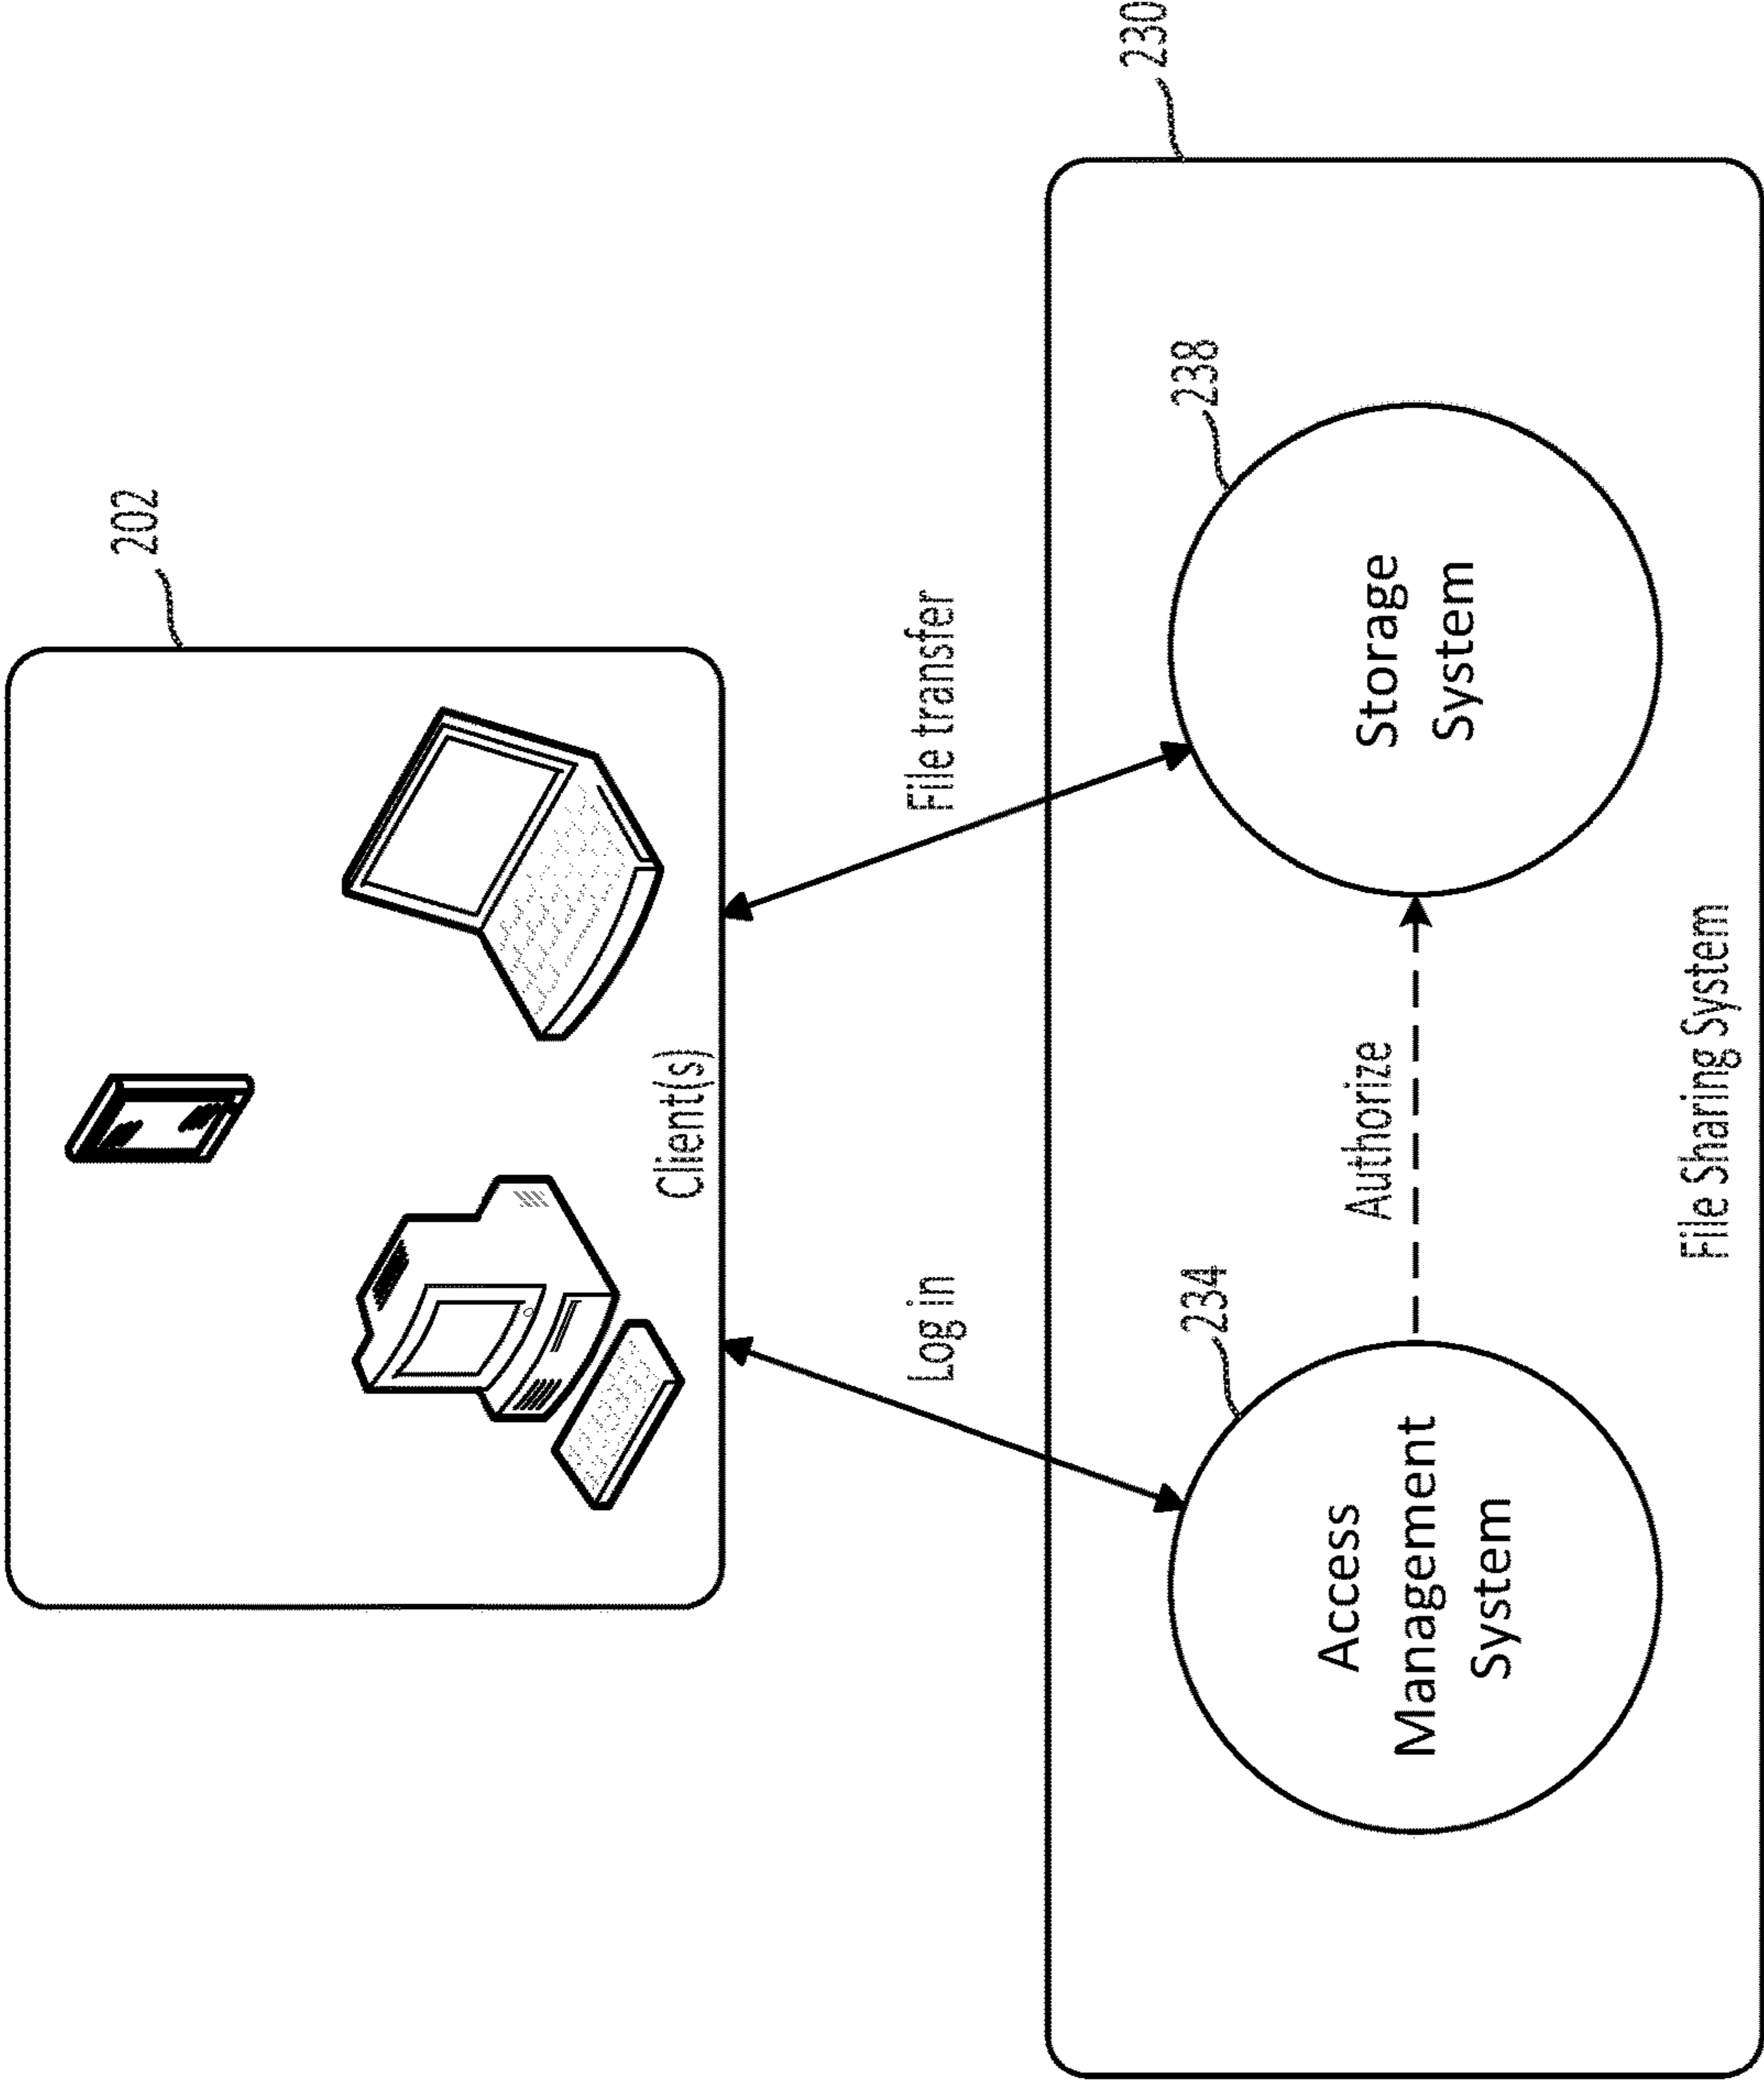 202
Client(s)
Log in
File transfer
230
234
238
Access
Management
System
Authorize
Storage
System
File Sharing System